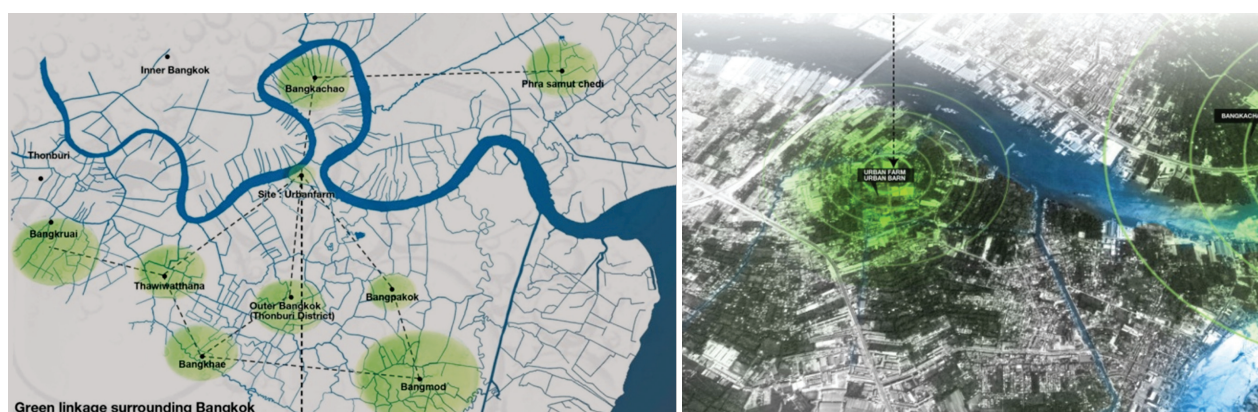 Inner Bangkok
Bangkachao
Phra samut chedi
Thonburi
Site : Urbanfarm
Bangkruai
Thawiwatthana
Outer Bangkok
(Thonburi District)
Bangpakok
Bangkhae
Bangmod
Green linkage surrounding Bangkok
URBAN FARM
URBAN BARN
BANGKACH